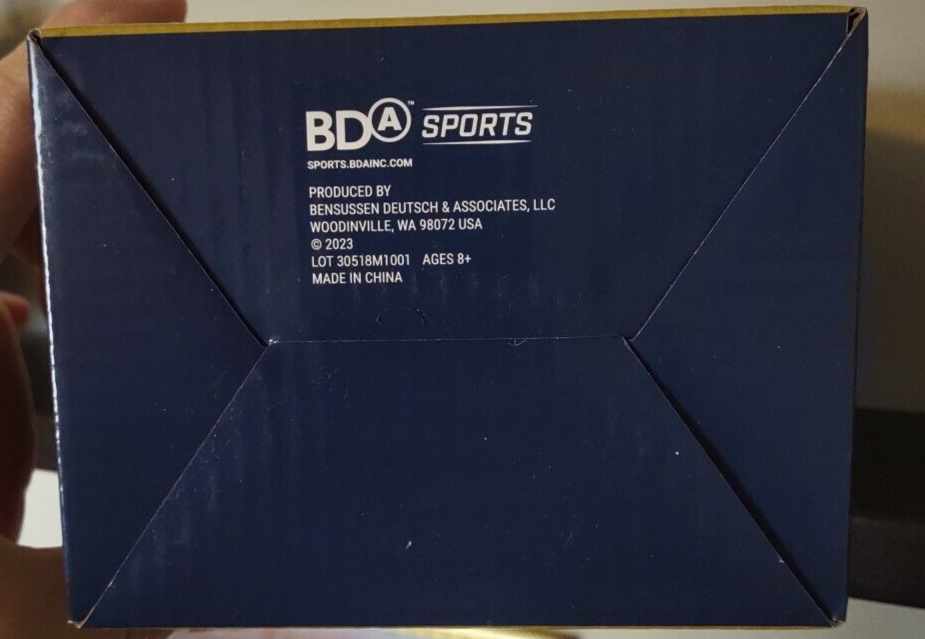 BDA™ SPORTS
SPORTS.BDAINC.COM
PRODUCED BY
BENSUSSEN DEUTSCH & ASSOCIATES, LLC
WOODINVILLE, WA 98072 USA
© 2023
LOT 30518M1001 AGES 8+
MADE IN CHINA